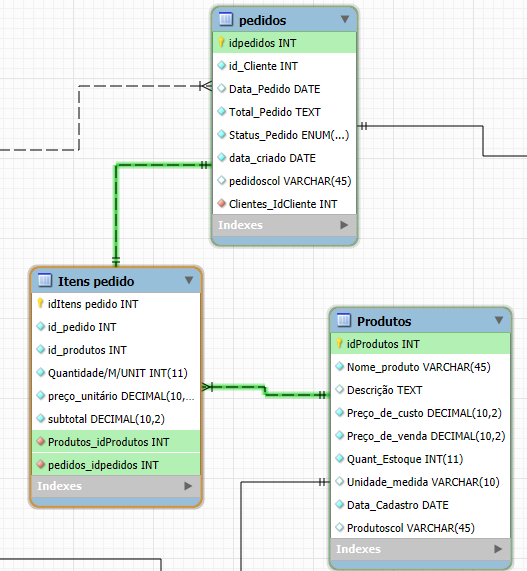 pedidos
idpedidos INT
id_Cliente INT
Data_Pedido DATE
Total_Pedido TEXT
Status_Pedido ENUM(...)
data_criado DATE
pedidoscol VARCHAR(45)
Clientes_IdCliente INT
Indexes
Itens pedido
idItens pedido INT
id_pedido INT
id_produtos INT
Quantidade/M/UNIT INT(11)
preço_unitário DECIMAL(10,...
subtotal DECIMAL(10,2)
Produtos_idProdutos INT
pedidos_idpedidos INT
Indexes
Produtos
idProdutos INT
Nome_produto VARCHAR(45)
Descrição TEXT
Preço_de_custo DECIMAL(10,2)
Preço_de_venda DECIMAL(10,2)
Quant_Estoque INT(11)
Unidade_medida VARCHAR(10)
Data_Cadastro DATE
Produtoscol VARCHAR(45)
Indexes